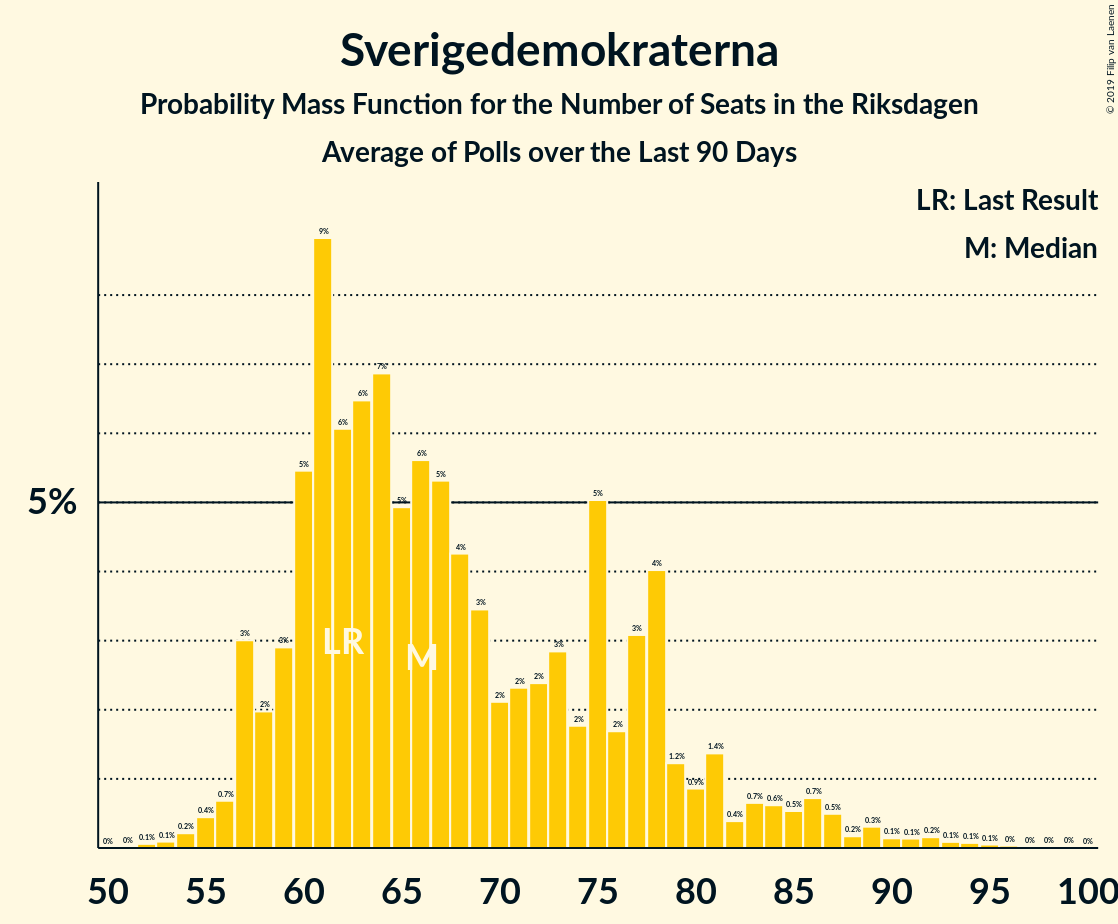 Sverigedemokraterna
Probability Mass Function for the Number of Seats in the Riksdagen
Average of Polls over the Last 90 Days
© 2019 Filip van Laenen
LR: Last Result
M: Median
5%
0% 0% 0.1% 0.1% 0.2% 0.4% 0.7% 3% 2% 3% 5% 9% 6% 6% 7% 5% 6% 5% 4% 3% 2% 2% 2% 3% 2% 5% 2% 3% 4% 1.2% 0.9% 1.4% 0.4% 0.7% 0.6% 0.5% 0.7% 0.5% 0.2% 0.3% 0.1% 0.1% 0.2% 0.1% 0.1% 0.1% 0% 0% 0% 0% 0%
LR
M
50 55 60 65 70 75 80 85 90 95 100